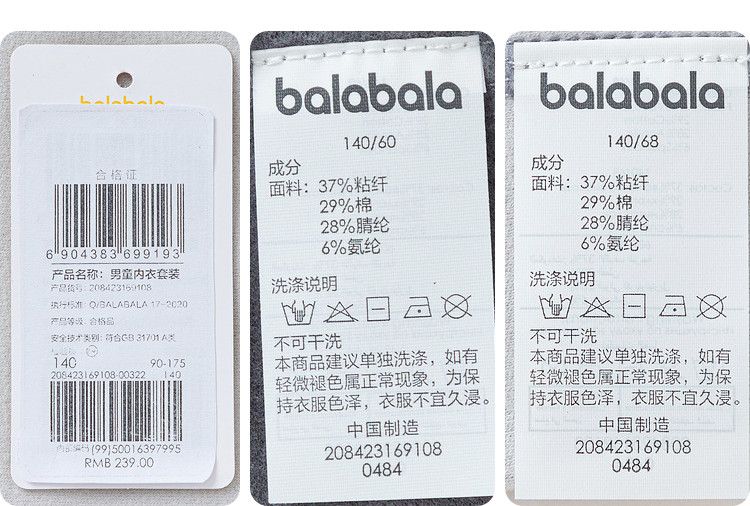 balabala
合格证
6 904383 699193
产品名称: 男童内衣套装
产品货号: 208423169108
执行标准: Q/BALABALA 17-2020
产品等级: 合格品
安全技术类别: 符合GB 31701 A类
140 90-175
208423169108-00322 140
内部编码 (99)50016397995
RMB 239.00
balabala
140/60
成分
面料: 37%粘纤
29%棉
28%腈纶
6%氨纶
洗涤说明
不可干洗
本商品建议单独洗涤，如有
轻微褪色属正常现象，为保
持衣服色泽，衣服不宜久浸。
中国制造
208423169108
0484
balabala
140/68
成分
面料: 37%粘纤
29%棉
28%腈纶
6%氨纶
洗涤说明
不可干洗
本商品建议单独洗涤，如有
轻微褪色属正常现象，为保
持衣服色泽，衣服不宜久浸。
中国制造
208423169108
0484